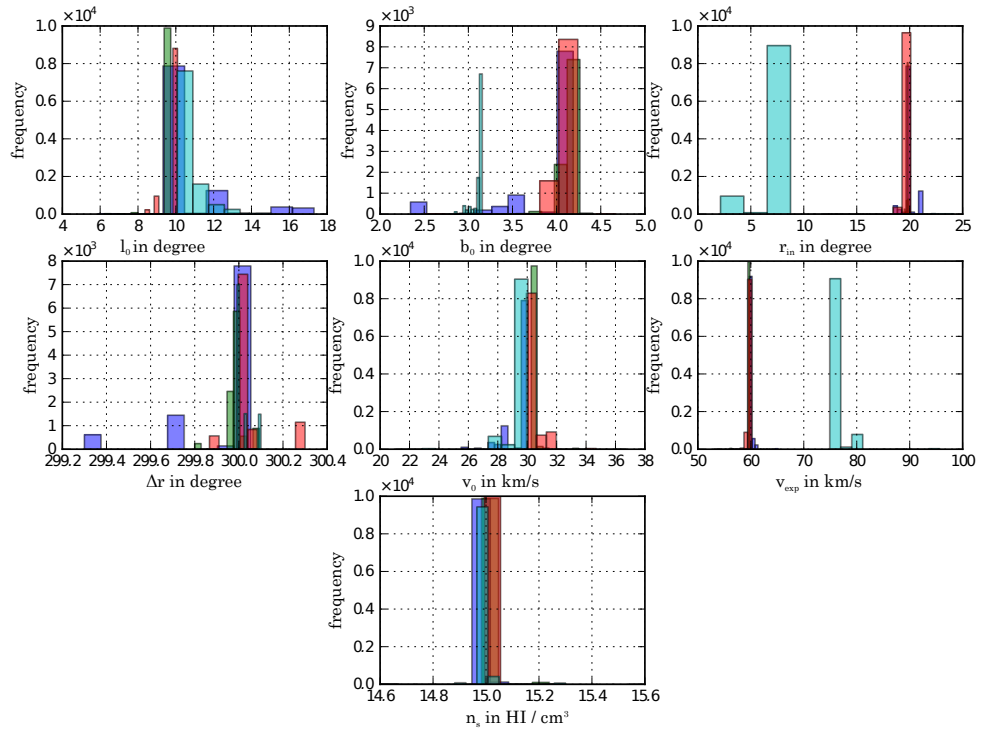 ×10⁴
1.0
0.8
0.6
0.4
0.2
0.0
4 6 8 10 12 14 16 18
frequency
l₀ in degree
×10³
9
8
7
6
5
4
3
2
1
0
2.0 2.5 3.0 3.5 4.0 4.5 5.0
frequency
b₀ in degree
×10⁴
1.0
0.8
0.6
0.4
0.2
0.0
0 5 10 15 20 25
frequency
r_in in degree
×10³
8
7
6
5
4
3
2
1
0
299.2 299.4 299.6 299.8 300.0 300.2 300.4
frequency
Δr in degree
×10⁴
1.0
0.8
0.6
0.4
0.2
0.0
20 22 24 26 28 30 32 34 36 38
frequency
v₀ in km/s
×10⁴
1.0
0.8
0.6
0.4
0.2
0.0
50 60 70 80 90 100
frequency
v_exp in km/s
×10⁴
1.0
0.8
0.6
0.4
0.2
0.0
14.6 14.8 15.0 15.2 15.4 15.6
frequency
n_s in HI / cm³